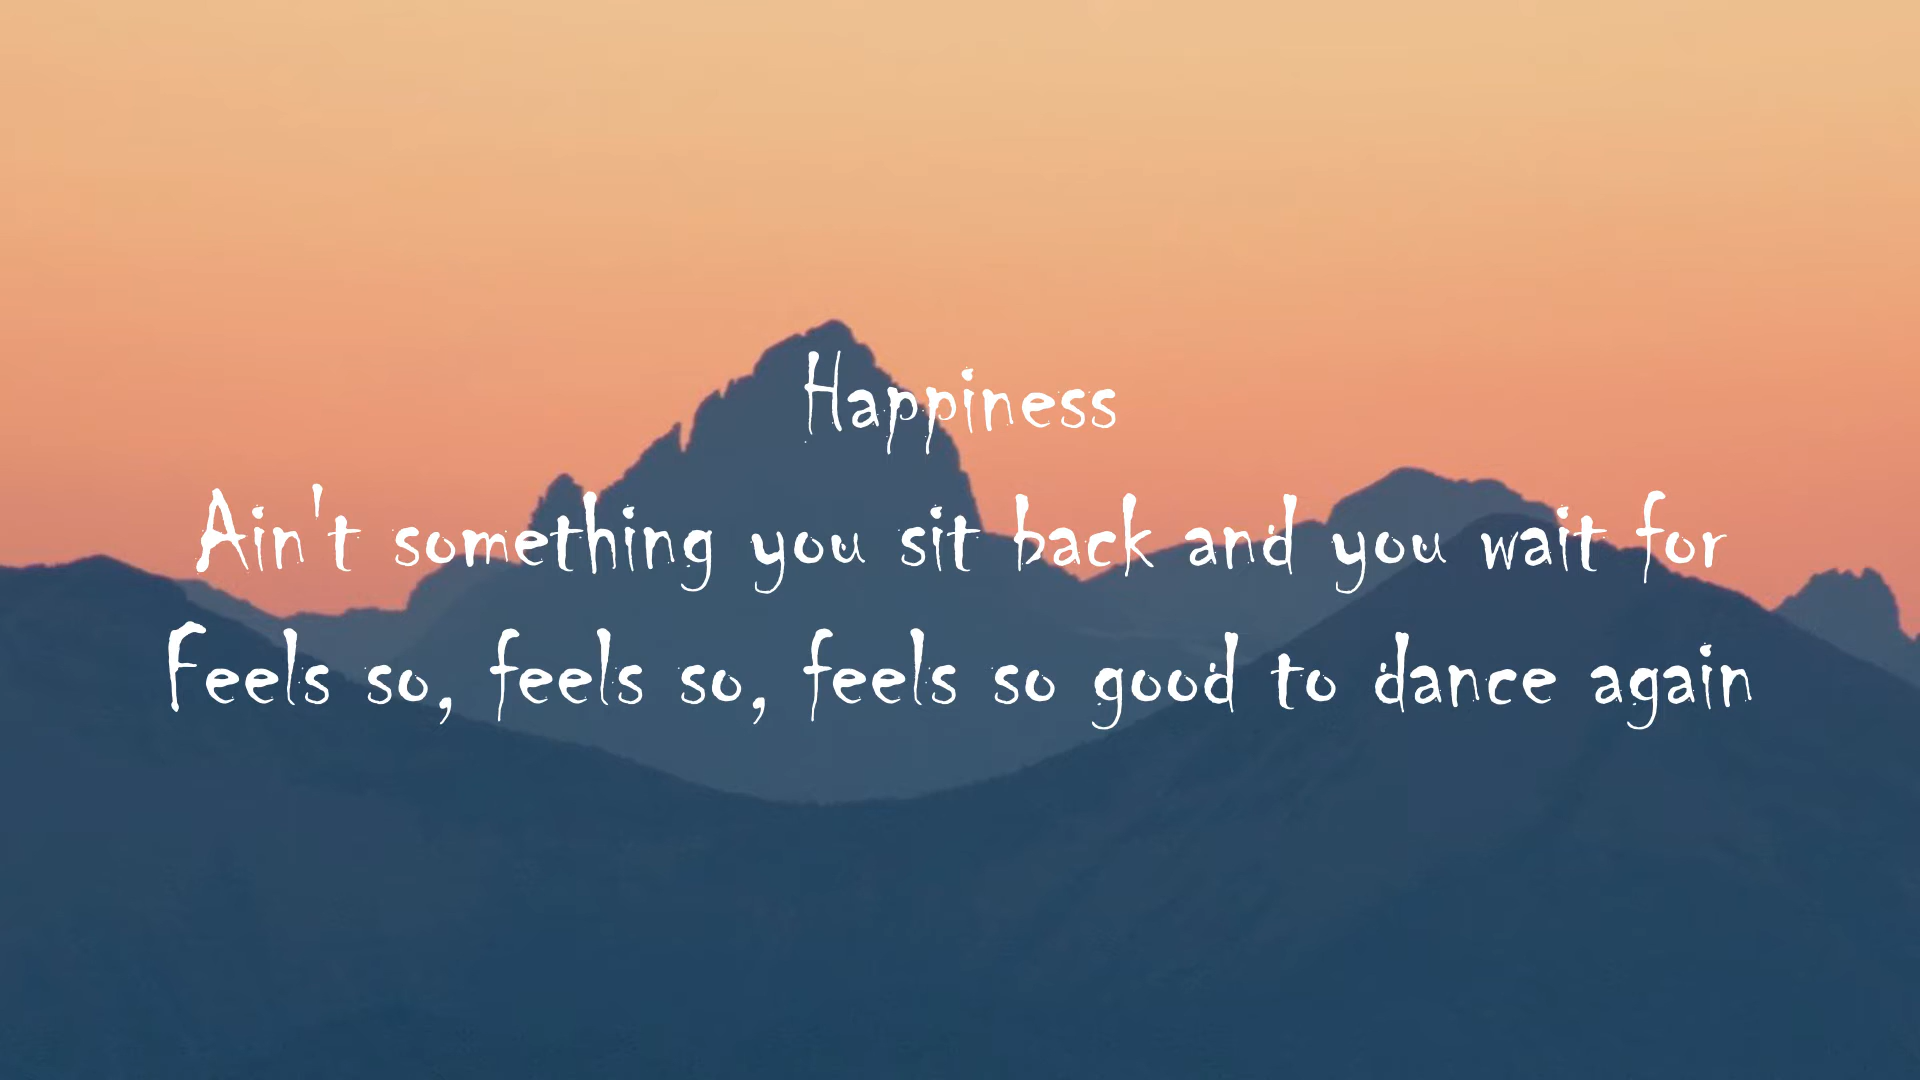 Happiness
Ain't something you sit back and you wait for
Feels so, feels so, feels so good to dance again